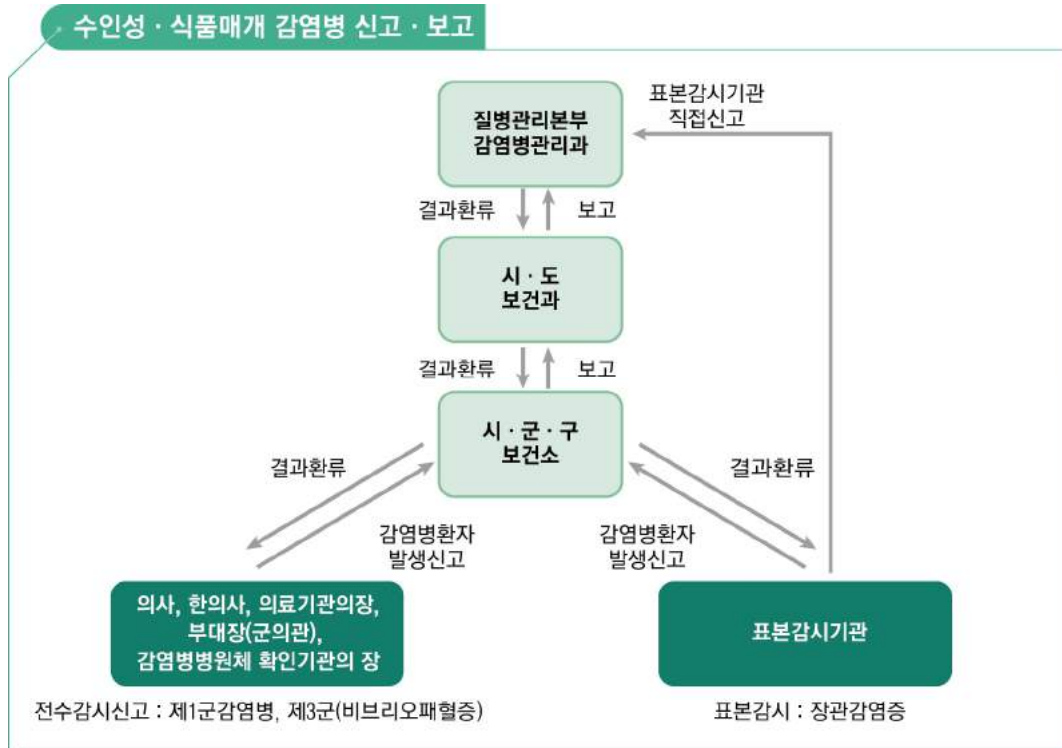 수인성 · 식품매개 감염병 신고 · 보고
표본감시기관
직접신고
질병관리본부
감염병관리과
결과환류
보고
시 · 도
보건과
결과환류
보고
시 · 군 · 구
보건소
결과환류
결과환류
감염병환자
발생신고
감염병환자
발생신고
의사, 한의사, 의료기관의장,
부대장(군의관),
감염병병원체 확인기관의 장
표본감시기관
전수감시신고 : 제1군감염병, 제3군(비브리오패혈증)
표본감시 : 장관감염증